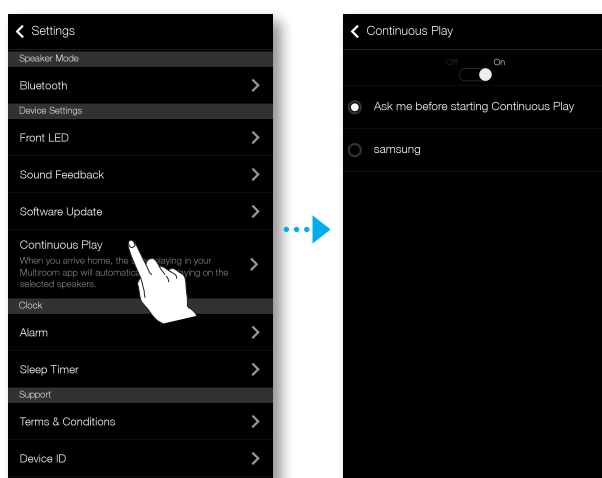 Settings
Speaker Mode
Bluetooth
Device Settings
Front LED
Sound Feedback
Software Update
Continuous Play
When you arrive home, the playing in your
Multiroom app will playing on the
selected speakers.
Clock
Alarm
Sleep Timer
Support
Terms & Conditions
Device ID
Continuous Play
Off On
Ask me before starting Continuous Play
samsung